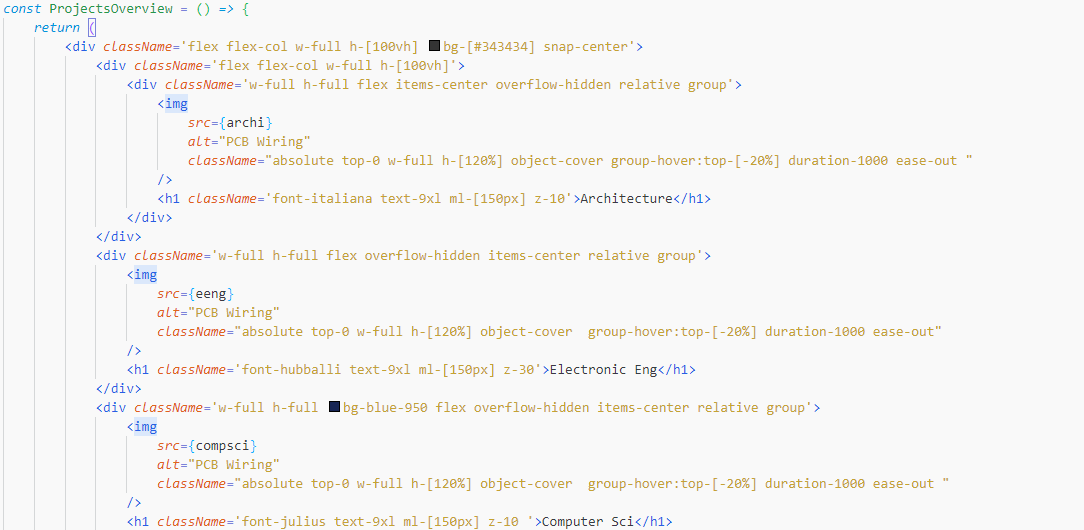 const ProjectsOverview = () => {
return (
<div className='flex flex-col w-full h-[100vh] bg-[#343434] snap-center'>
<div className='flex flex-col w-full h-[100vh]'>
<div className='w-full h-full flex items-center overflow-hidden relative group'>
<img
src={archi}
alt="PCB Wiring"
className="absolute top-0 w-full h-[120%] object-cover group-hover:top-[-20%] duration-1000 ease-out "
/>
<h1 className='font-italiana text-9xl ml-[150px] z-10'>Architecture</h1>
</div>
</div>
<div className='w-full h-full flex overflow-hidden items-center relative group'>
<img
src={eeng}
alt="PCB Wiring"
className="absolute top-0 w-full h-[120%] object-cover  group-hover:top-[-20%] duration-1000 ease-out"
/>
<h1 className='font-hubballi text-9xl ml-[150px] z-30'>Electronic Eng</h1>
</div>
<div className='w-full h-full bg-blue-950 flex overflow-hidden items-center relative group'>
<img
src={compsci}
alt="PCB Wiring"
className="absolute top-0 w-full h-[120%] object-cover  group-hover:top-[-20%] duration-1000 ease-out "
/>
<h1 className='font-julius text-9xl ml-[150px] z-10 '>Computer Sci</h1>